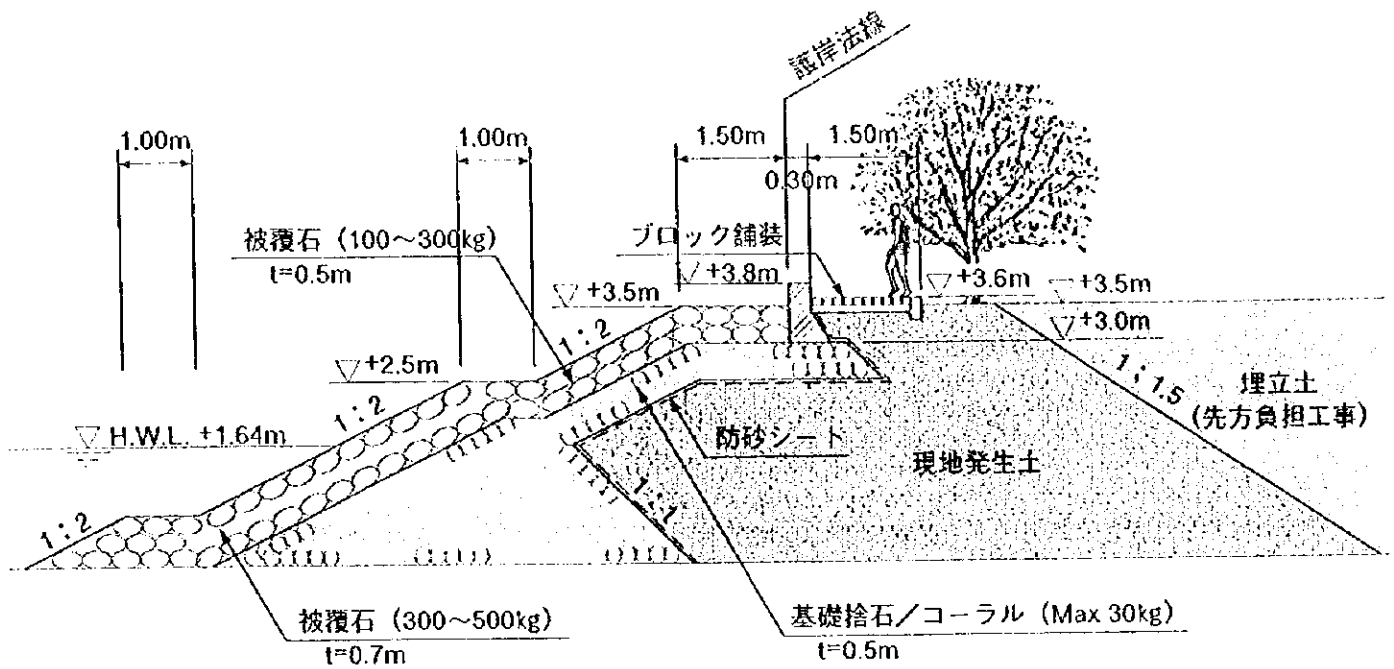 護岸法線
1.00m
1.00m
1.50m
1.50m
0.30m
被覆石 (100～300kg)
t=0.5m
ブロック舗装
▽ +3.8m
▽ +3.5m
▽ +3.6m
▽ +3.5m
▽ +3.0m
▽ +2.5m
1:2
1:2
1:2
1:1.5
1:1
▽ H.W.L. +1.64m
防砂シート
現地発生土
埋立土
(先方負担工事)
被覆石 (300～500kg)
t=0.7m
基礎捨石/コーラル (Max 30kg)
t=0.5m